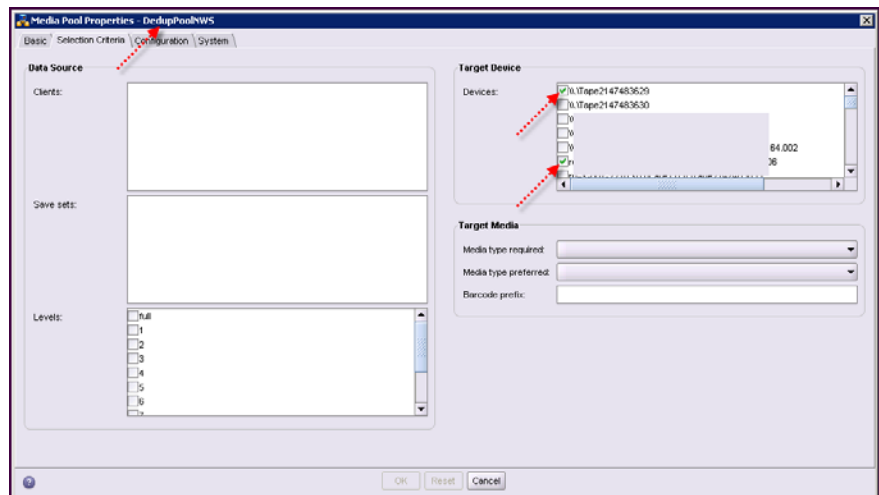 Media Pool Properties - DedupPoolNWS
Basic Selection Criteria Configuration System
Data Source
Clients:
Save sets:
Levels:
full
1
2
3
4
5
6
Target Device
Devices:
\\.\Tape2147483629
\\.\Tape2147483630
64.002
06
Target Media
Media type required:
Media type preferred:
Barcode prefix:
OK Reset Cancel